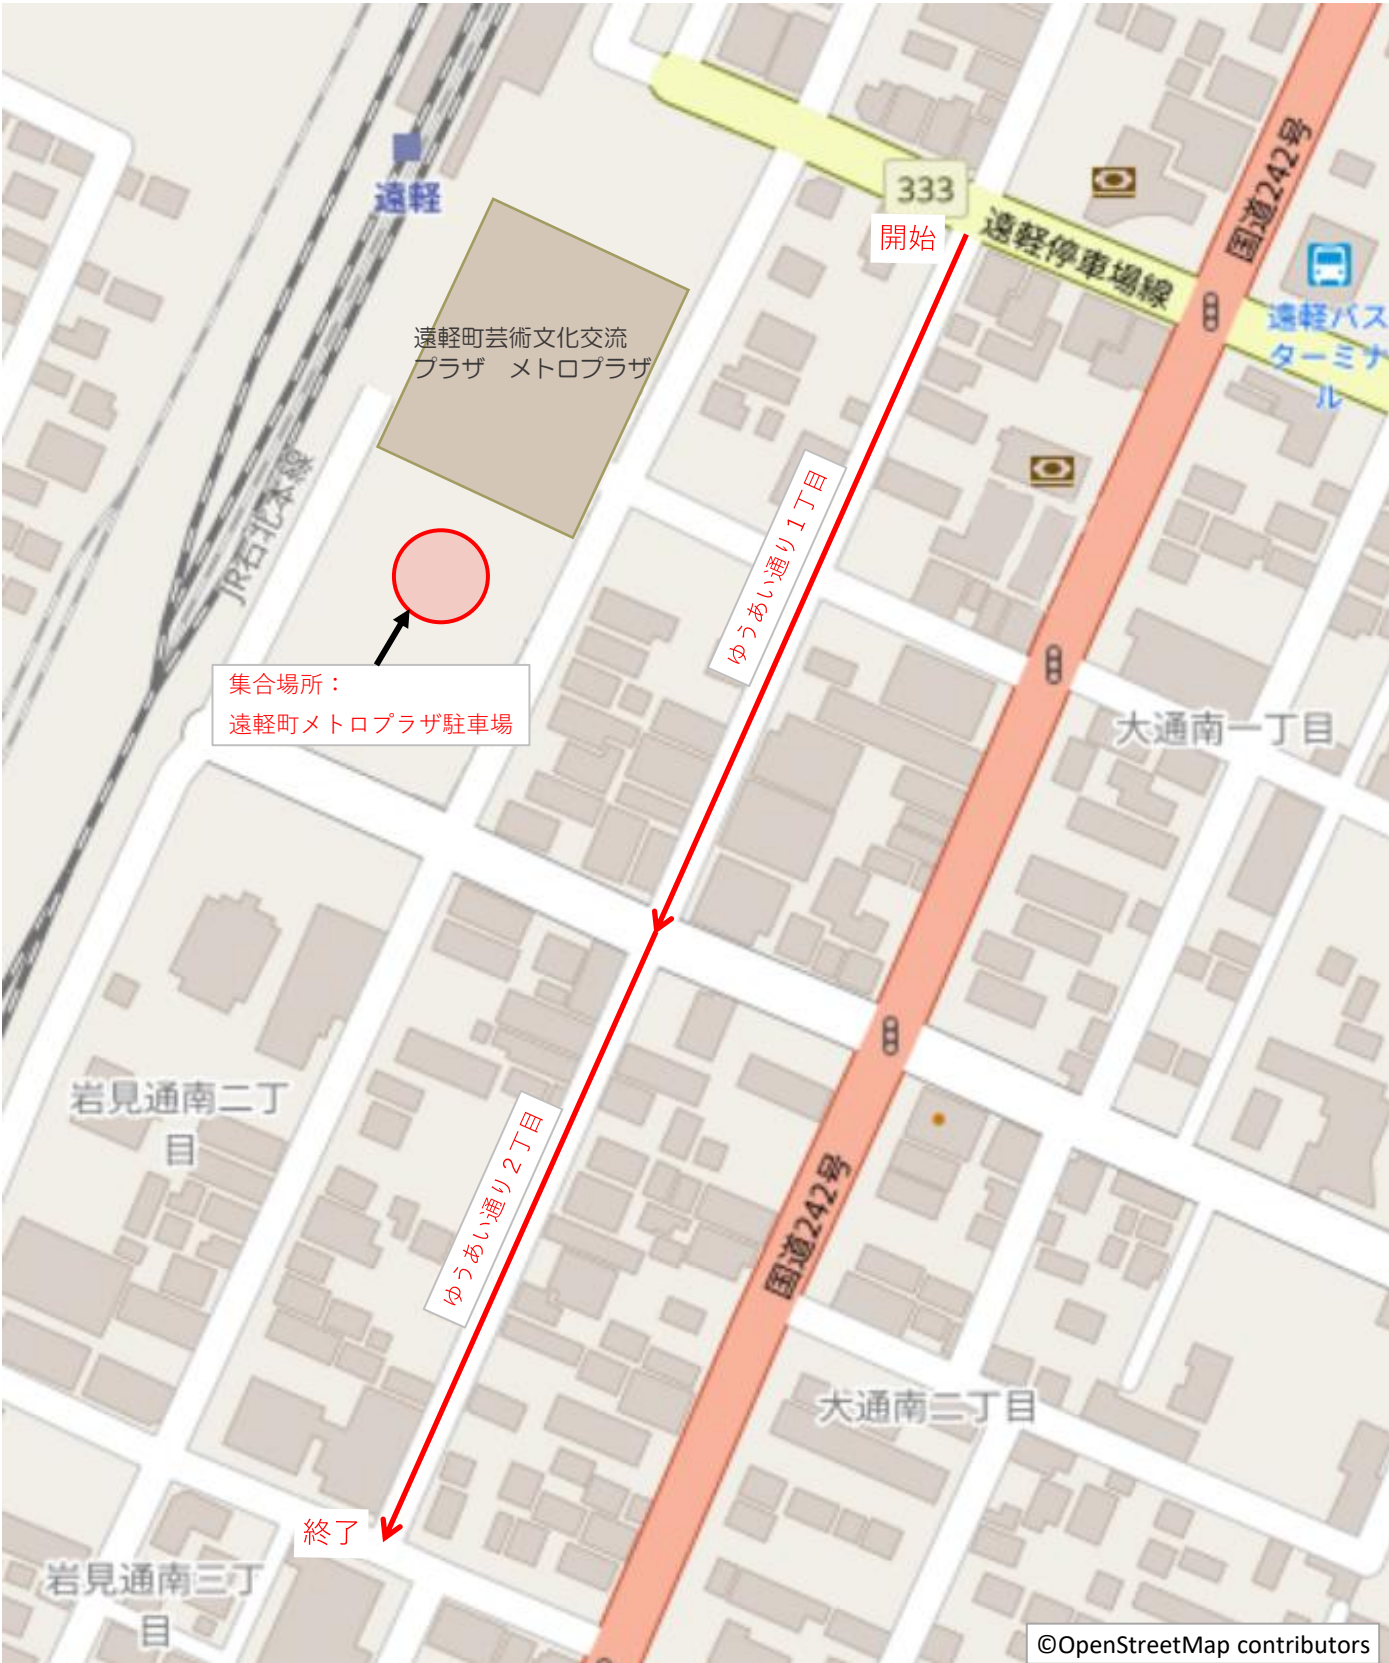 遠軽
333
開始
遠軽停車場線
国道242号
遠軽バス
ターミナ
ル
遠軽町芸術文化交流
プラザ メトロプラザ
JR石北本線
ゆうあい通り1丁目
集合場所：
遠軽町メトロプラザ駐車場
大通南一丁目
岩見通南二丁
目
ゆうあい通り2丁目
国道242号
大通南二丁目
終了
岩見通南三丁
目
©OpenStreetMap contributors